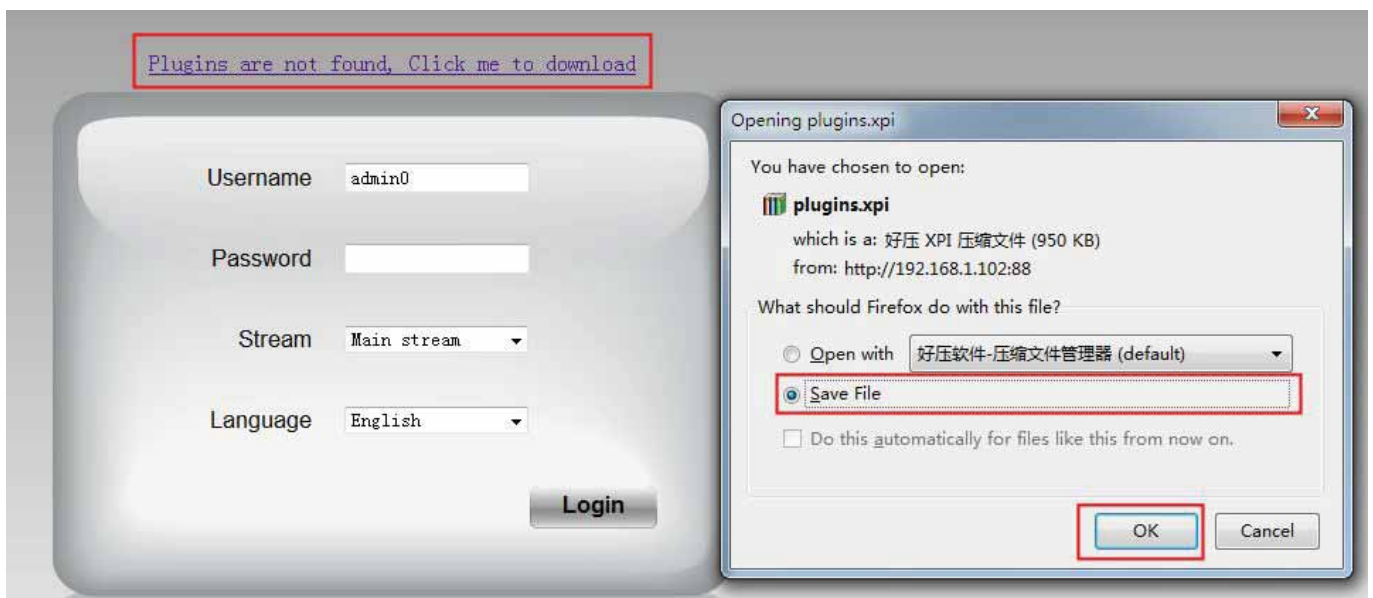 Plugins are not found, Click me to download
Username
admin0
Password
Stream
Main stream
Language
English
Login
Opening plugins.xpi
You have chosen to open:
plugins.xpi
which is a: 好压 XPI 压缩文件 (950 KB)
from: http://192.168.1.102:88
What should Firefox do with this file?
Open with 好压软件-压缩文件管理器 (default)
Save File
Do this automatically for files like this from now on.
OK Cancel